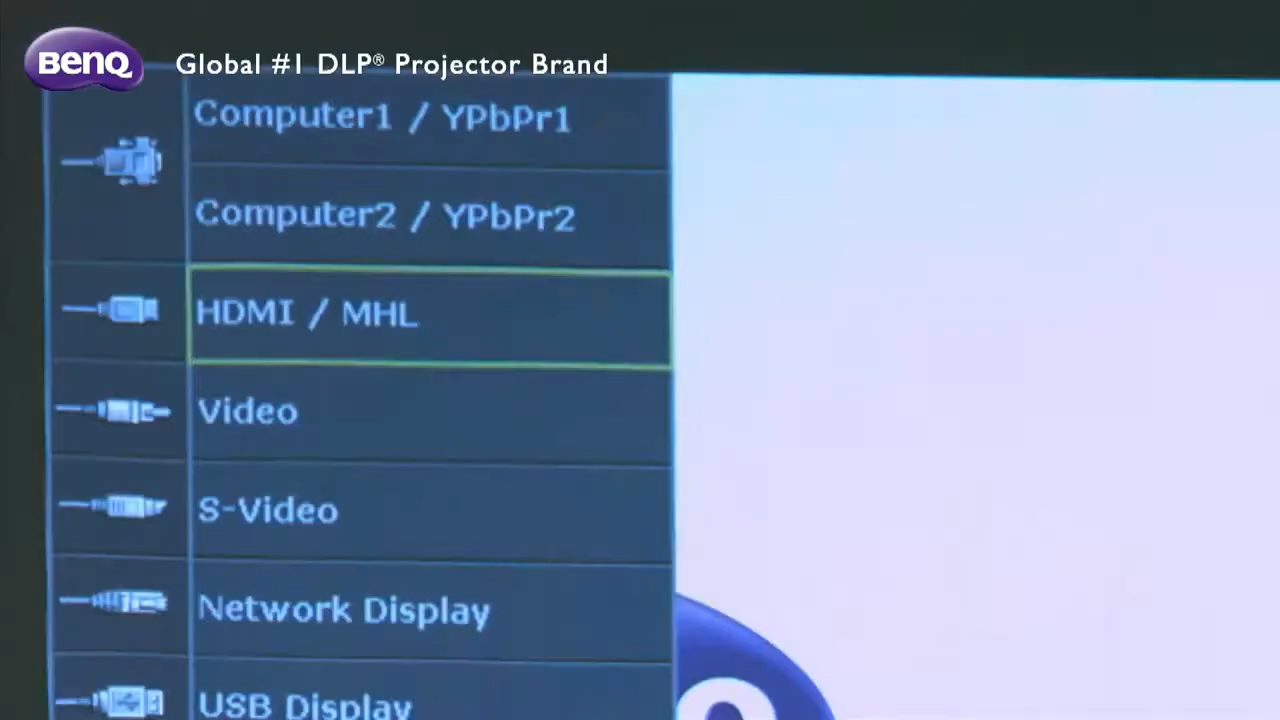 BenQ
Global #1 DLP® Projector Brand
Computer1 / YPbPr1
Computer2 / YPbPr2
HDMI / MHL
Video
S-Video
Network Display
USB Display